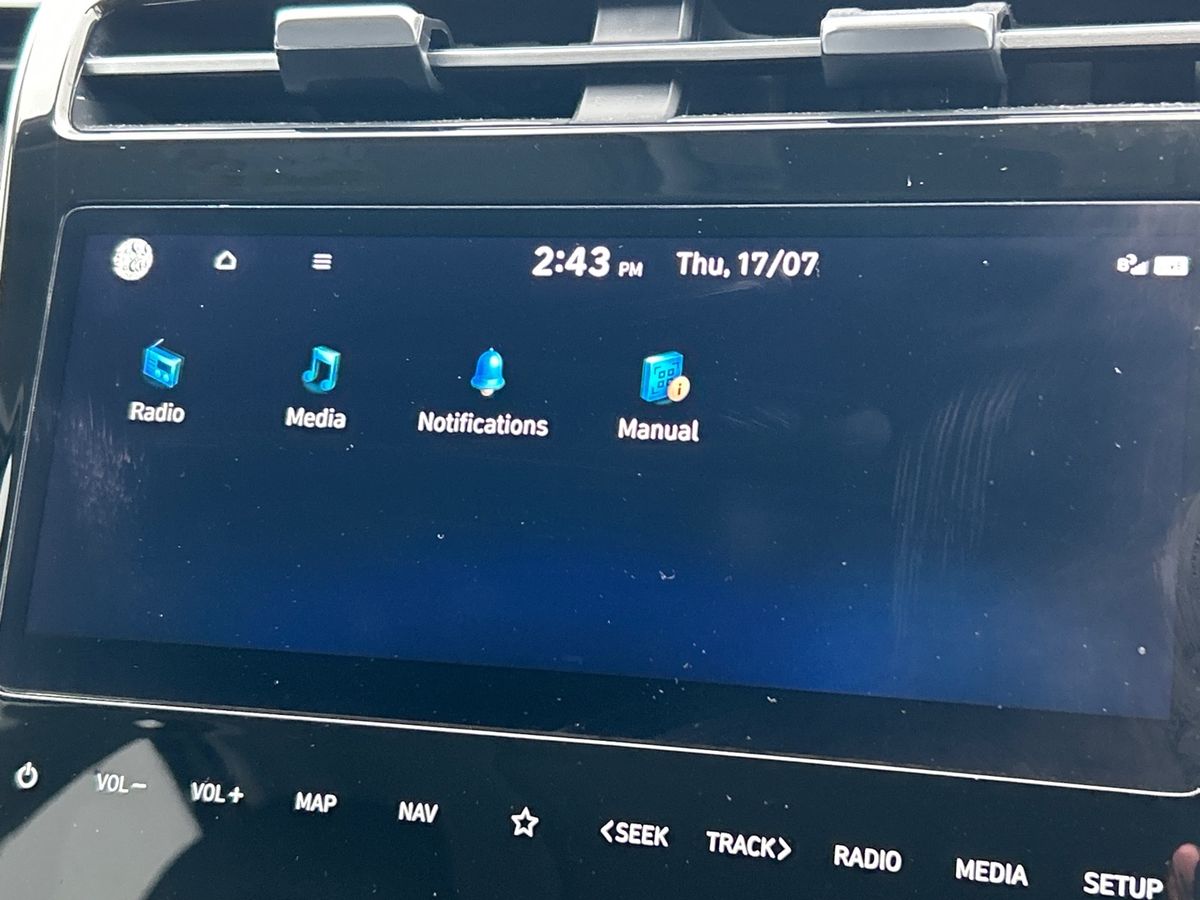 2:43 PM Thu, 17/07
Radio
Media
Notifications
Manual
VOL−
VOL+
MAP
NAV
<SEEK
TRACK>
RADIO
MEDIA
SETUP